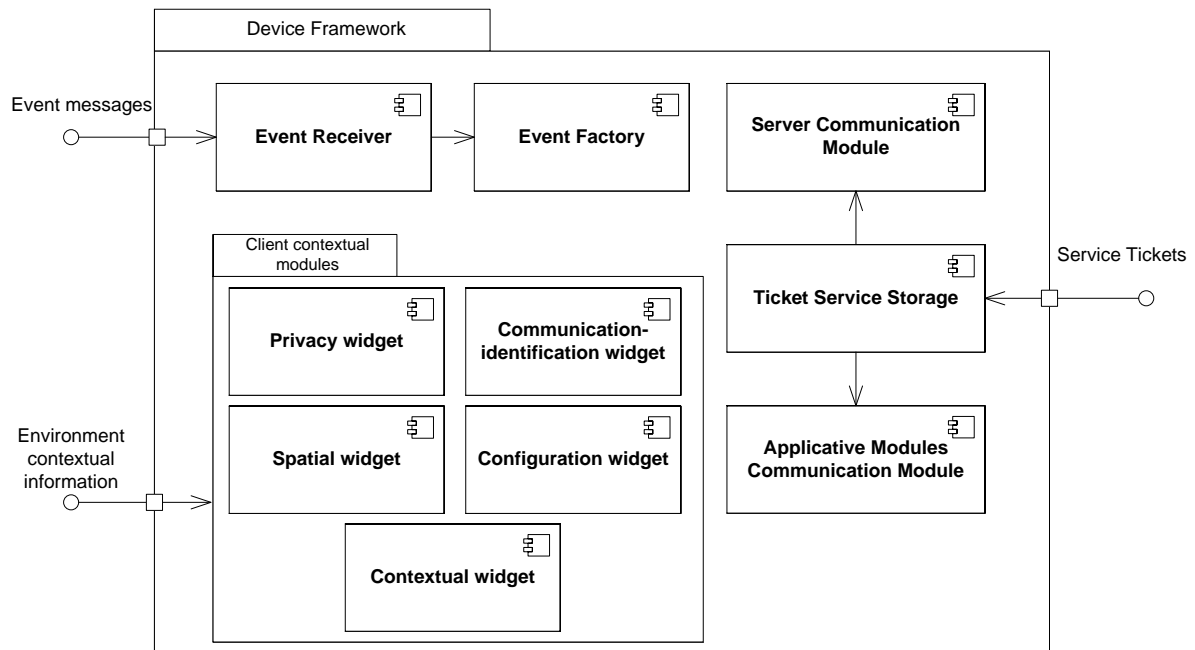 Device Framework
Event messages
Event Receiver
Event Factory
Server Communication
Module
Client contextual
modules
Service Tickets
Ticket Service Storage
Privacy widget
Communication-
identification widget
Environment
contextual
information
Spatial widget
Configuration widget
Applicative Modules
Communication Module
Contextual widget